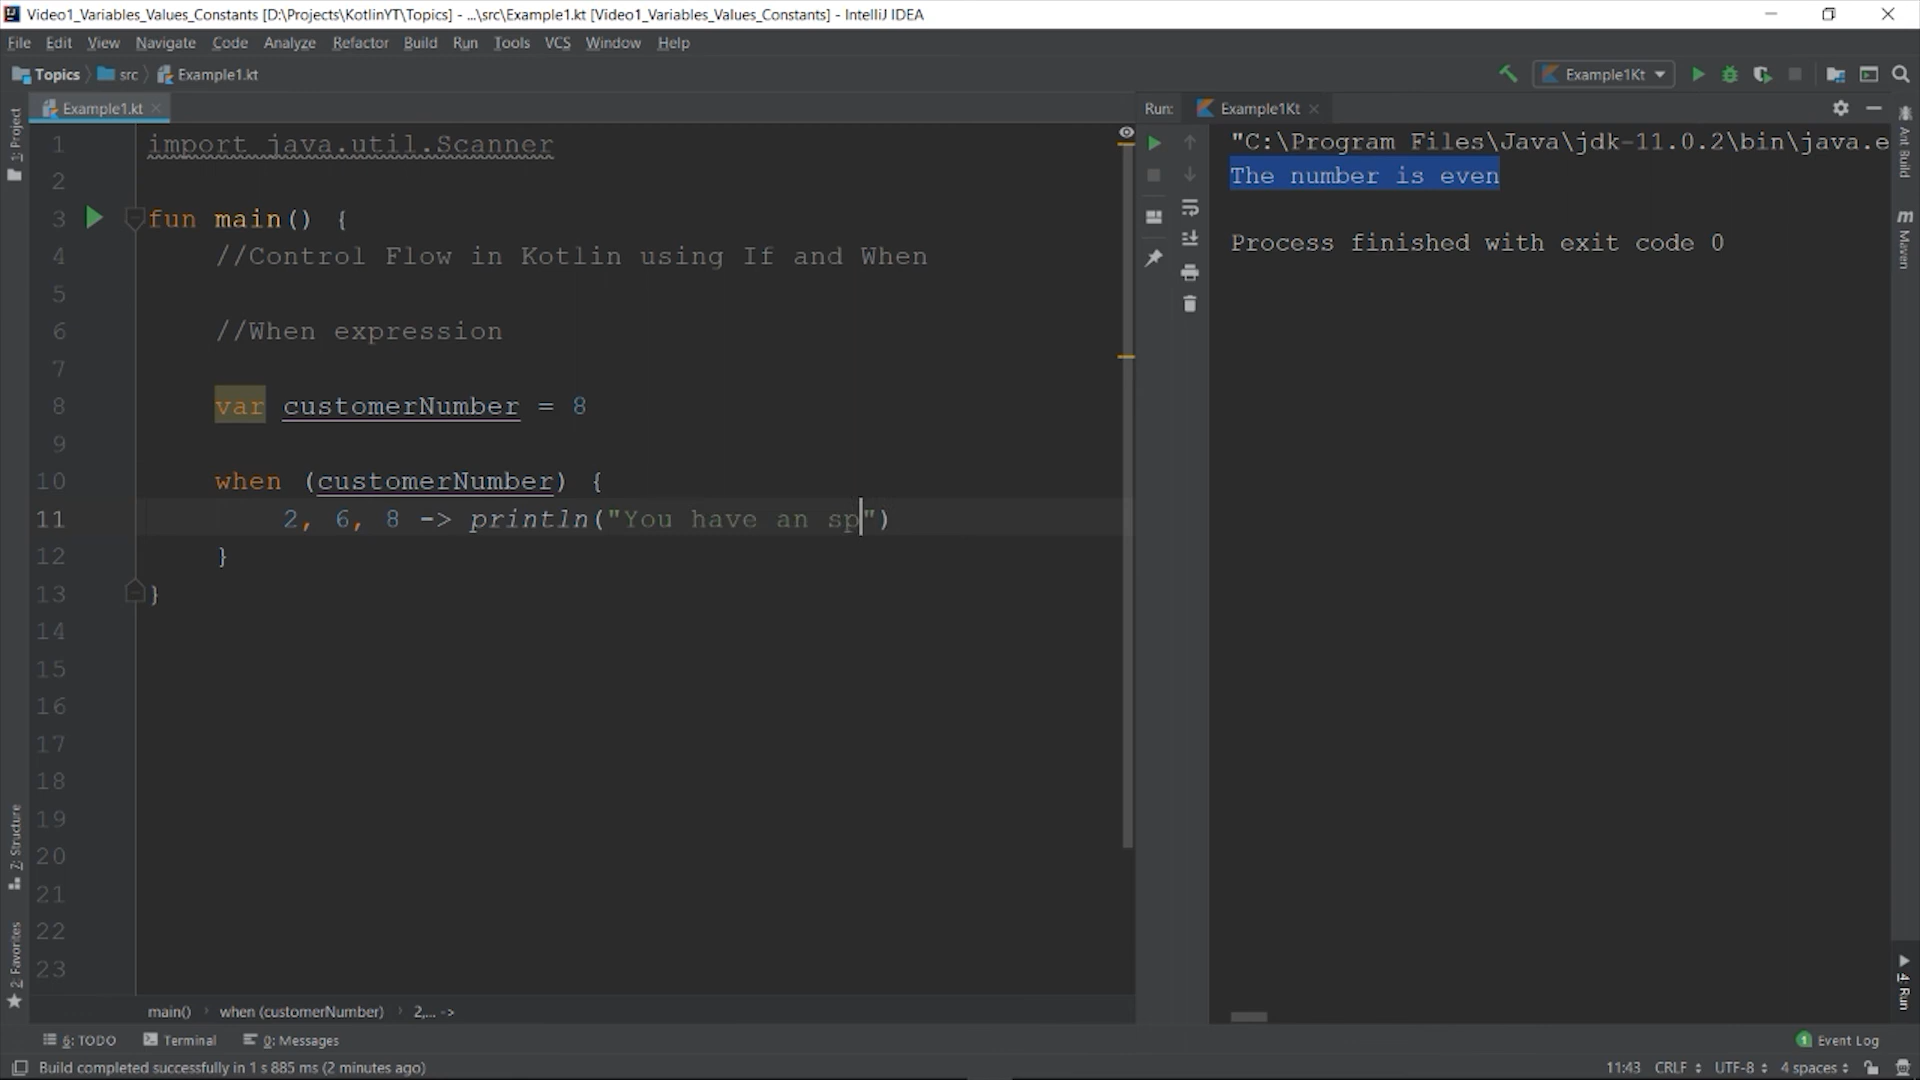 Video1_Variables_Values_Constants [D:\Projects\KotlinYT\Topics] - ...\src\Example1.kt [Video1_Variables_Values_Constants] - IntelliJ IDEA
File Edit View Navigate Code Analyze Refactor Build Run Tools VCS Window Help
Topics src Example1.kt
Example1Kt
Example1.kt
Run: Example1Kt
1 import java.util.Scanner
2
3 fun main() {
4 //Control Flow in Kotlin using If and When
5
6 //When expression
7
8 var customerNumber = 8
9
10 when (customerNumber) {
11 2, 6, 8 -> println("You have an sp")
12 }
13 }
14
15
16
17
18
19
20
21
22
23
"C:\Program Files\Java\jdk-11.0.2\bin\java.e
The number is even
Process finished with exit code 0
1: Project
7: Structure
2: Favorites
Ant Build
m Maven
4: Run
main() › when (customerNumber) › 2,... ->
6: TODO Terminal 0: Messages
1 Event Log
Build completed successfully in 1 s 885 ms (2 minutes ago)
11:43 CRLF UTF-8 4 spaces